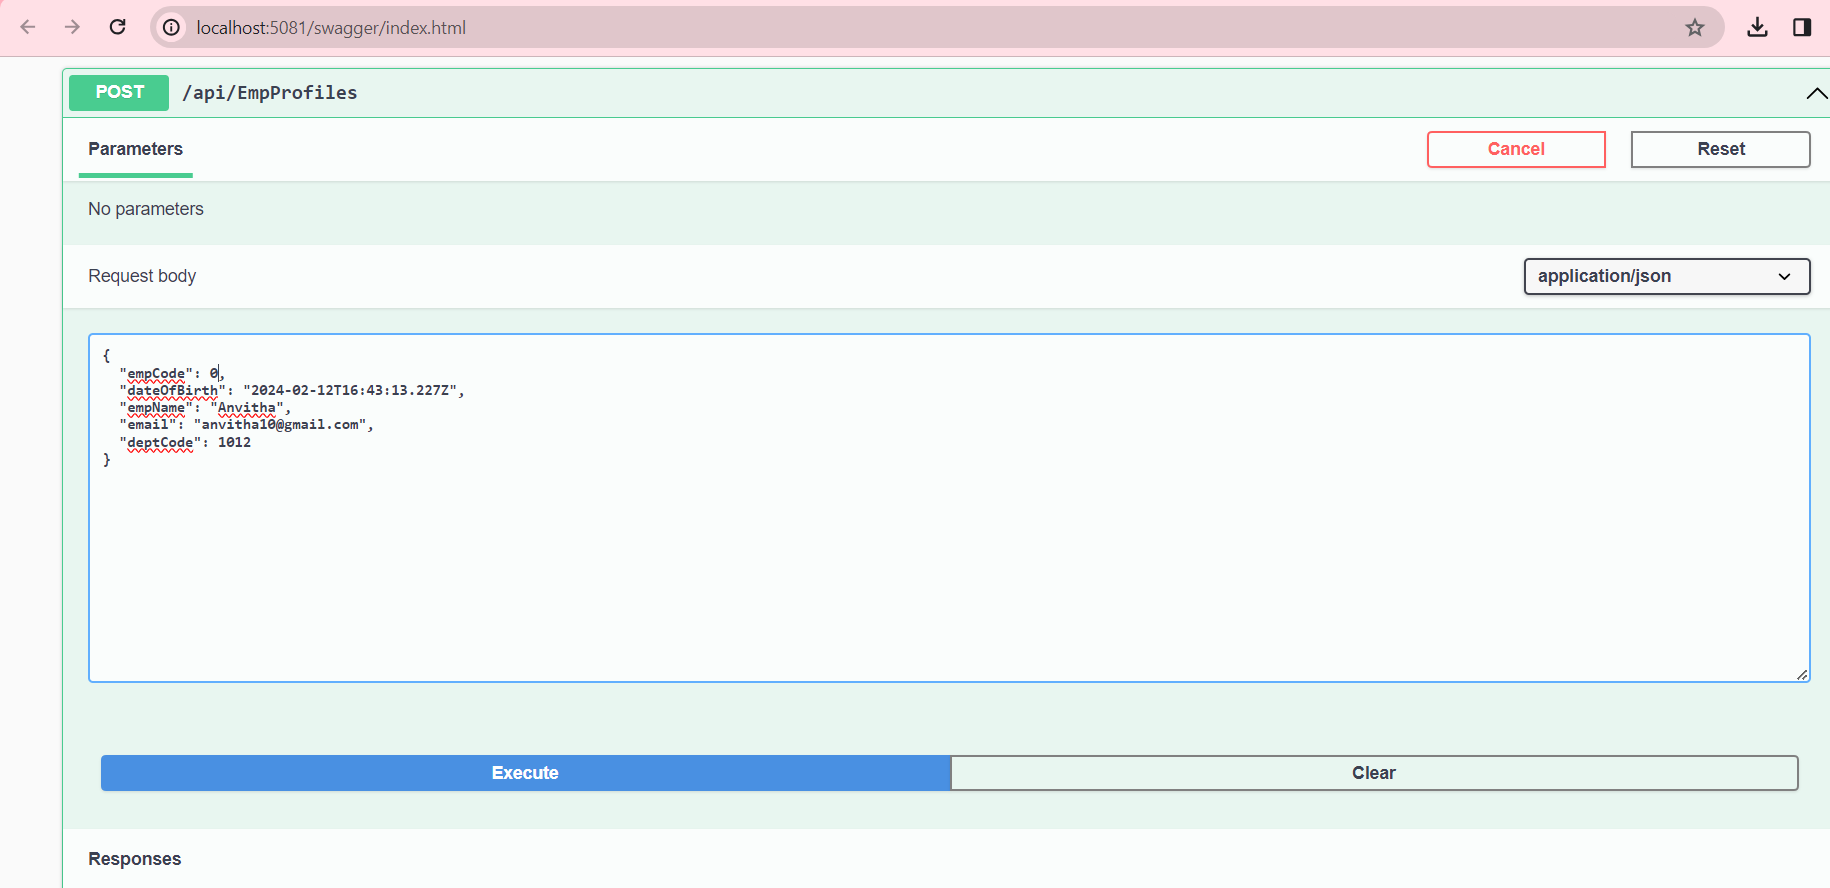 localhost:5081/swagger/index.html
POST /api/EmpProfiles
Parameters
Cancel
Reset
No parameters
Request body
application/json
{
  "empCode": 0,
  "dateOfBirth": "2024-02-12T16:43:13.227Z",
  "empName": "Anvitha",
  "email": "anvitha10@gmail.com",
  "deptCode": 1012
}
Execute
Clear
Responses